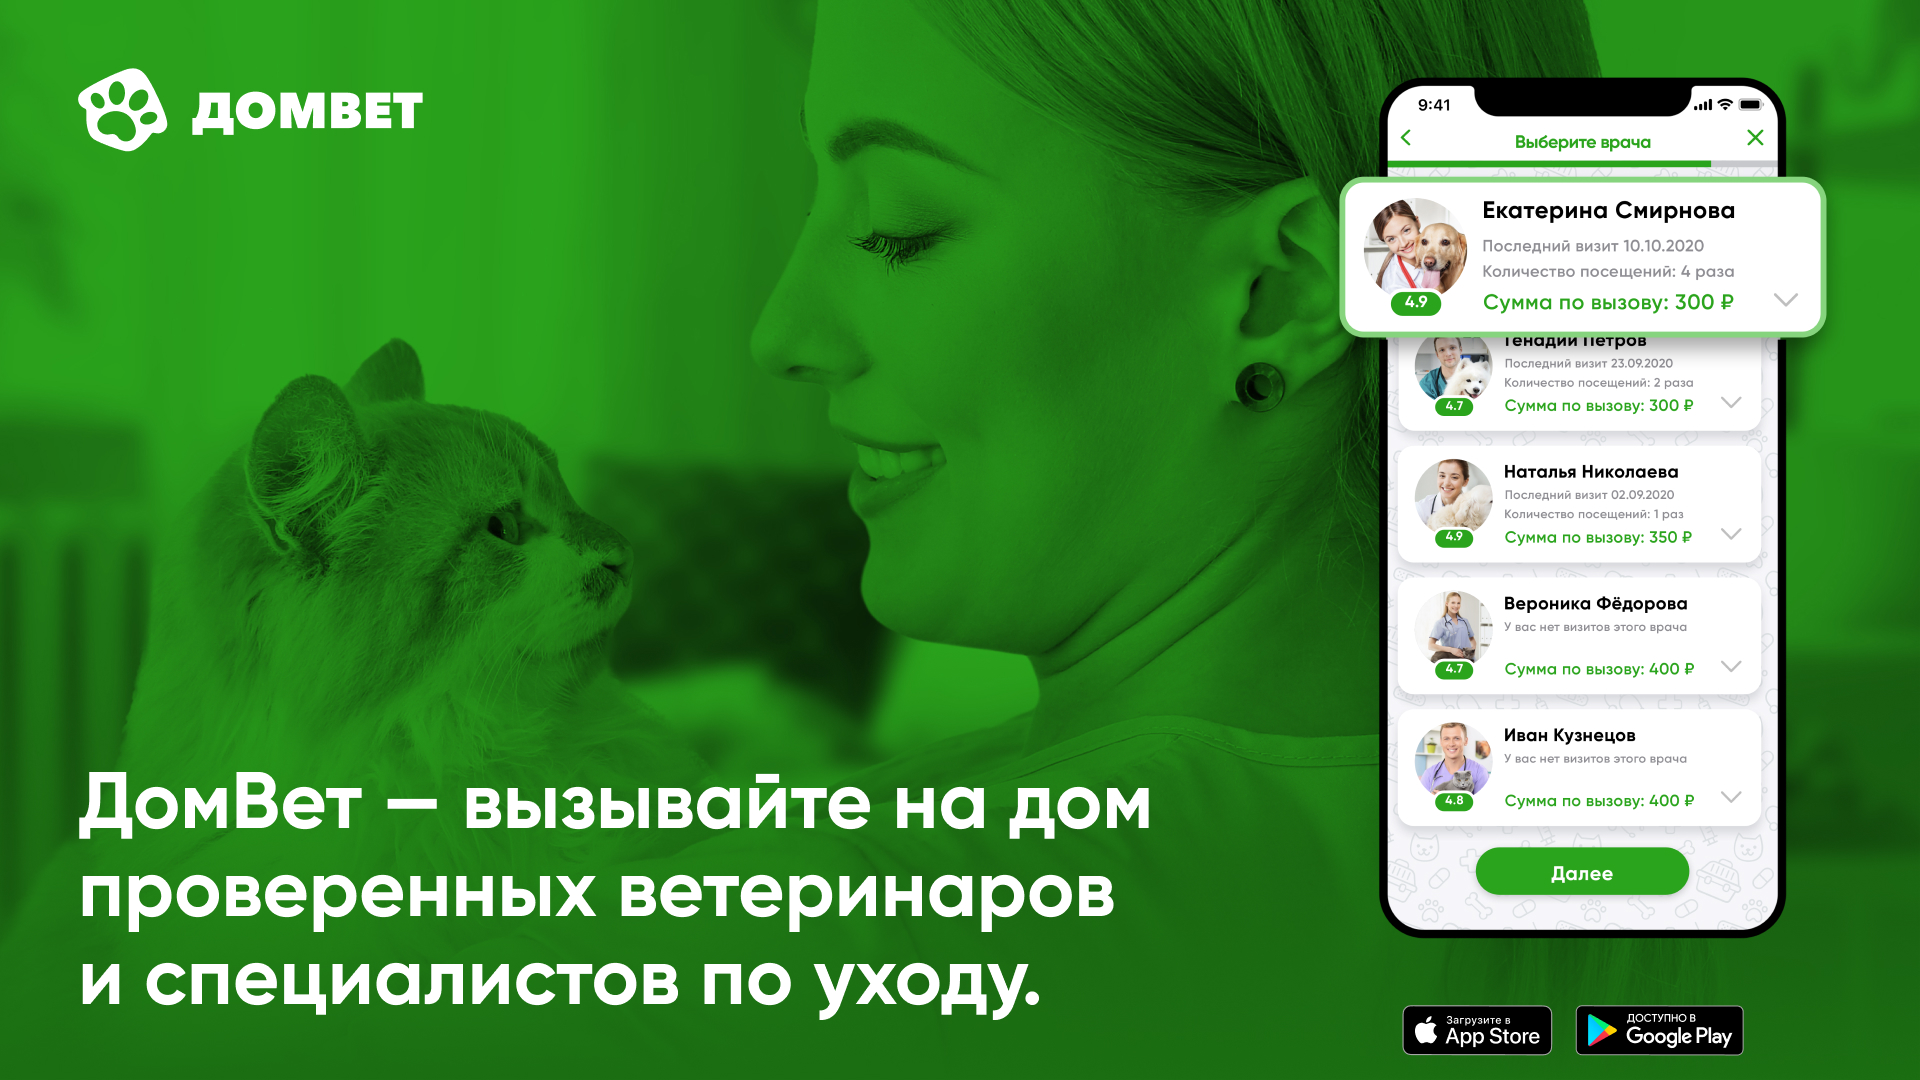 ДОМВЕТ
ДомВет — вызывайте на дом
проверенных ветеринаров
и специалистов по уходу.
9:41
Выберите врача
Екатерина Смирнова
Последний визит 10.10.2020
Количество посещений: 4 раза
4.9
Сумма по вызову: 300 ₽
Генадий Петров
Последний визит 23.09.2020
Количество посещений: 2 раза
4.7
Сумма по вызову: 300 ₽
Наталья Николаева
Последний визит 02.09.2020
Количество посещений: 1 раз
4.9
Сумма по вызову: 350 ₽
Вероника Фёдорова
У вас нет визитов этого врача
4.7
Сумма по вызову: 400 ₽
Иван Кузнецов
У вас нет визитов этого врача
4.8
Сумма по вызову: 400 ₽
Далее
Загрузите в
App Store
ДОСТУПНО В
Google Play